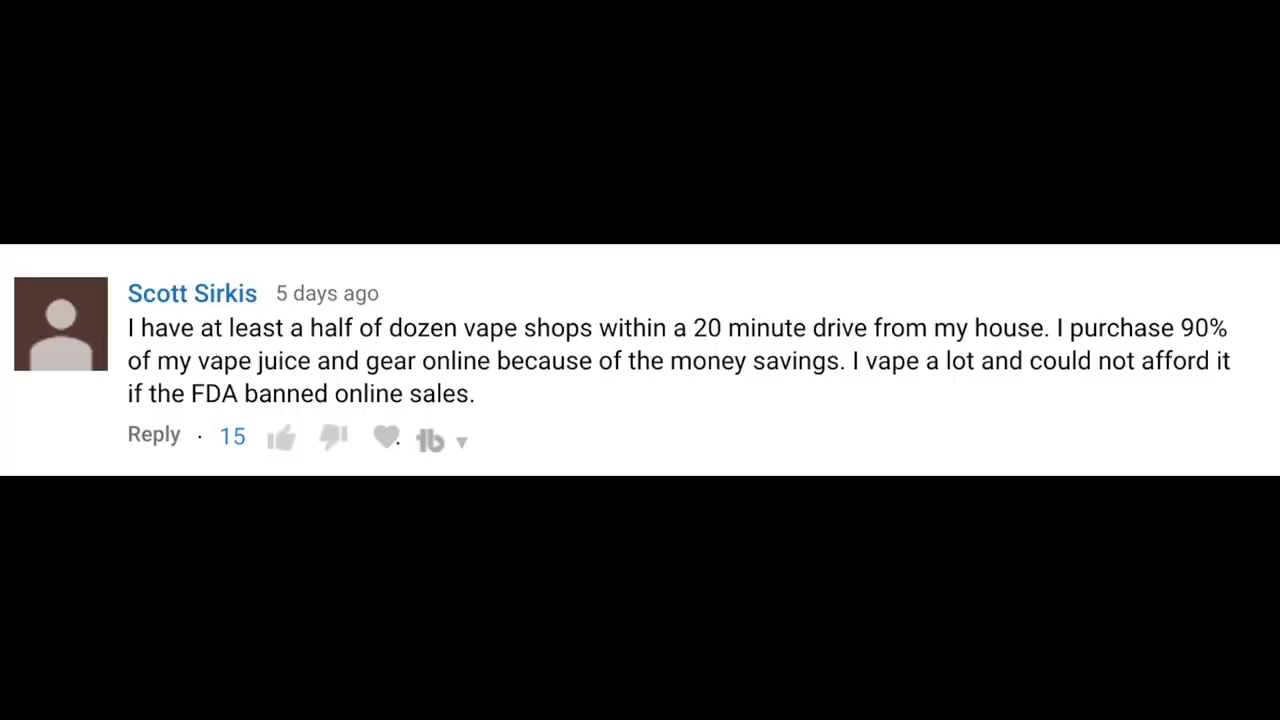 Scott Sirkis 5 days ago
I have at least a half of dozen vape shops within a 20 minute drive from my house. I purchase 90%
of my vape juice and gear online because of the money savings. I vape a lot and could not afford it
if the FDA banned online sales.
Reply · 15